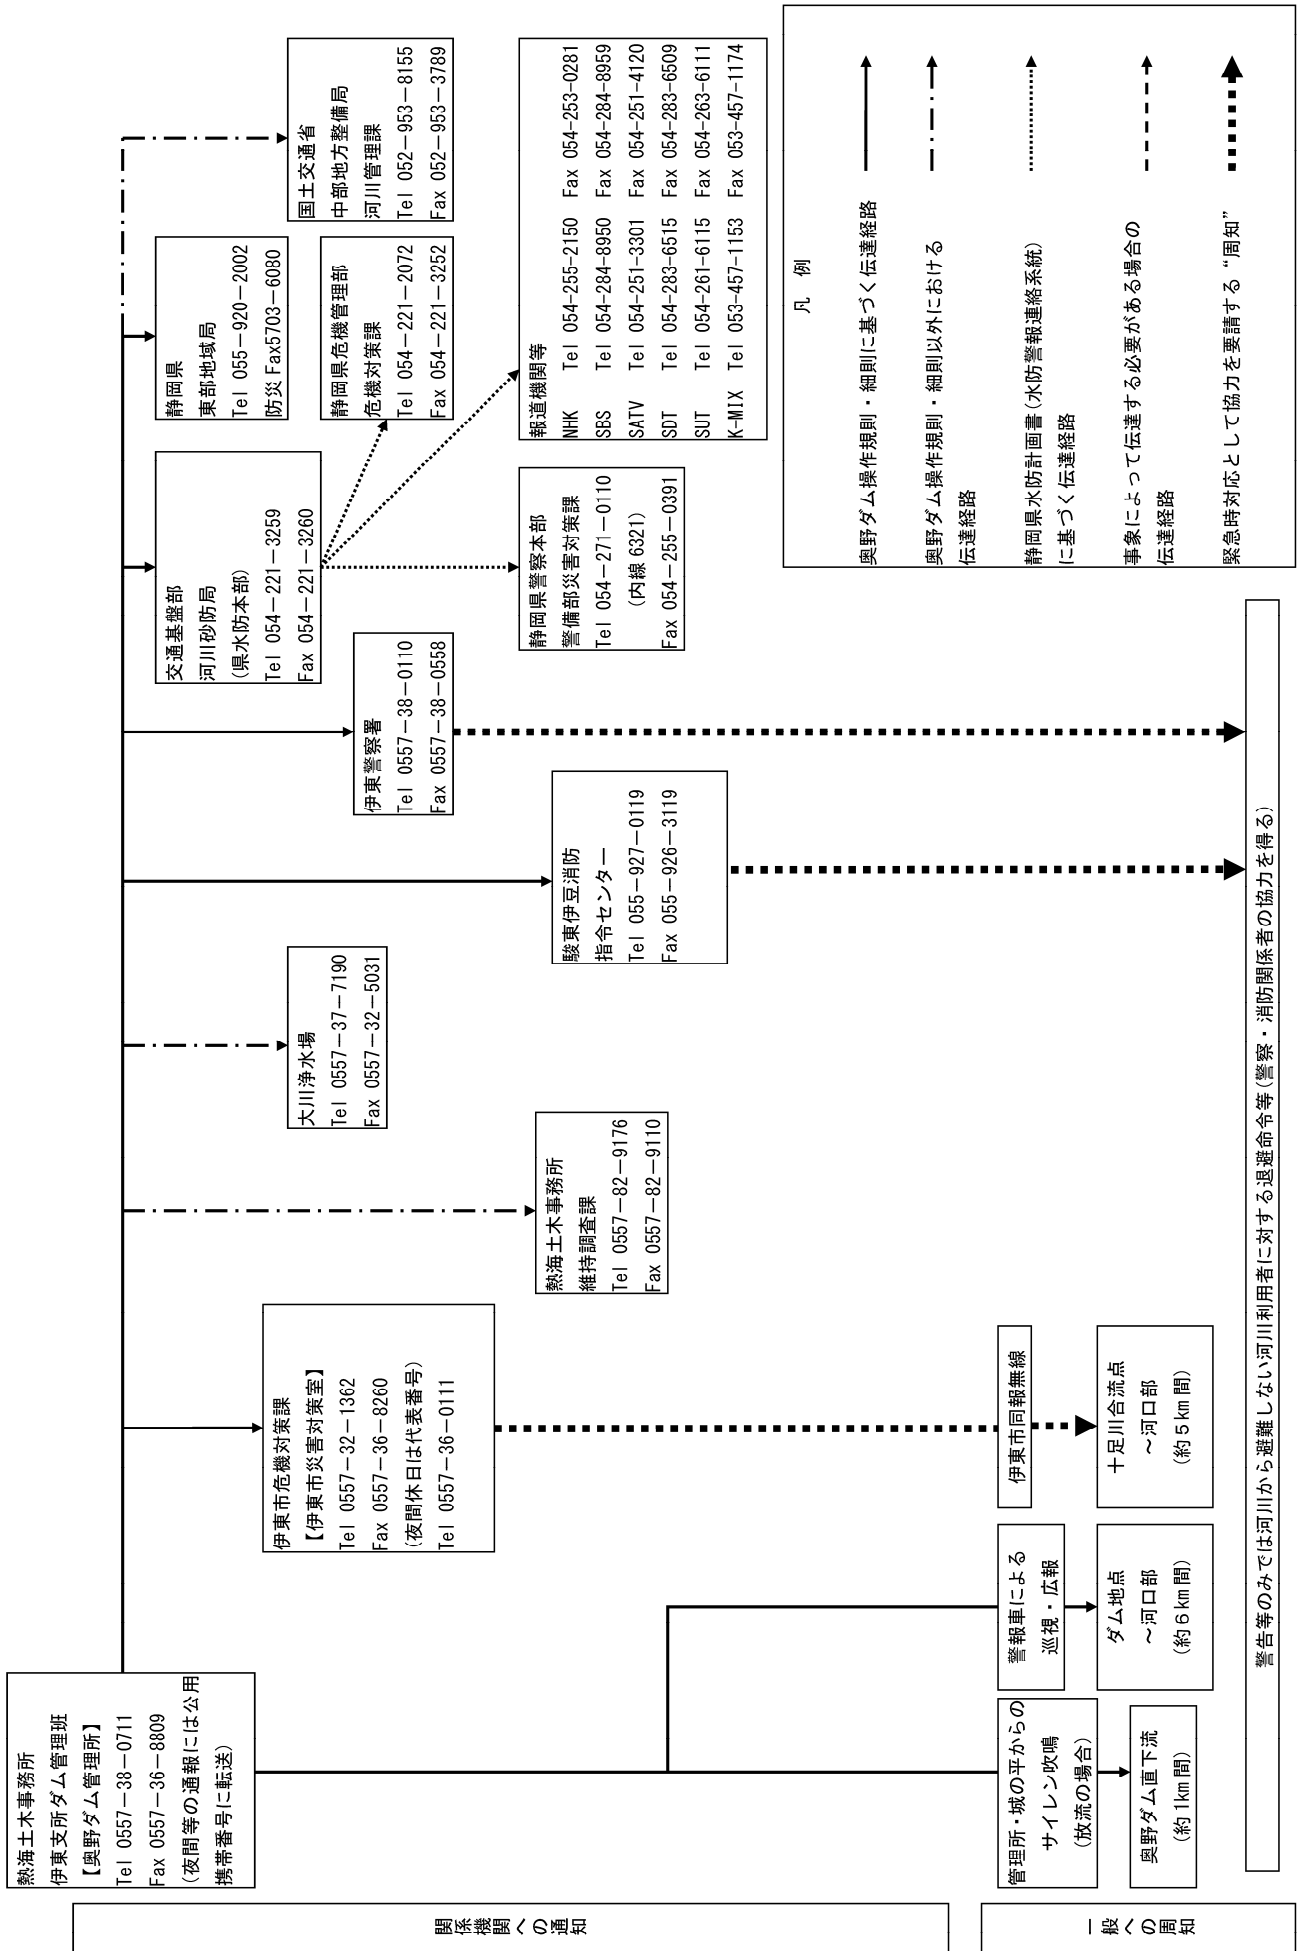 関係機関への通知
一般への周知
熱海土木事務所
伊東支所ダム管理班
【奥野ダム管理所】
Tel 0557－38－0711
Fax 0557－36－8809
(夜間等の通報には公用
携帯番号に転送)
伊東市危機対策課
【伊東市災害対策室】
Tel 0557－32－1362
Fax 0557－36－8260
(夜間休日は代表番号)
Tel 0557－36－0111
熱海土木事務所
維持調査課
Tel 0557－82－9176
Fax 0557－82－9110
大川浄水場
Tel 0557－37－7190
Fax 0557－32－5031
駿東伊豆消防
指令センター
Tel 055－927－0119
Fax 055－926－3119
伊東警察署
Tel 0557－38－0110
Fax 0557－38－0558
交通基盤部
河川砂防局
(県水防本部)
Tel 054－221－3259
Fax 054－221－3260
静岡県
東部地域局
Tel 055－920－2002
防災 Fax5703－6080
国土交通省
中部地方整備局
河川管理課
Tel 052－953－8155
Fax 052－953－3789
静岡県危機管理部
危機対策課
Tel 054－221－2072
Fax 054－221－3252
静岡県警察本部
警備部災害対策課
Tel 054－271－0110
(内線 6321)
Fax 054－255－0391
報道機関等
NHK Tel 054-255-2150 Fax 054-253-0281
SBS Tel 054-284-8950 Fax 054-284-8959
SATV Tel 054-251-3301 Fax 054-251-4120
SDT Tel 054-283-6515 Fax 054-283-6509
SUT Tel 054-261-6115 Fax 054-263-6111
K-MIX Tel 053-457-1153 Fax 053-457-1174
管理所・城の平からの
サイレン吹鳴
(放流の場合)
奥野ダム直下流
(約1km間)
警報車による
巡視・広報
ダム地点
～河口部
(約6km間)
伊東市同報無線
十足川合流点
～河口部
(約5km間)
警告等のみでは河川から避難しない河川利用者に対する退避命令等(警察・消防関係者の協力を得る)
凡 例
奥野ダム操作規則・細則に基づく伝達経路
奥野ダム操作規則・細則以外における
伝達経路
静岡県水防計画書(水防警報連絡系統)
に基づく伝達経路
事象によって伝達する必要がある場合の
伝達経路
緊急時対応として協力を要請する“周知”